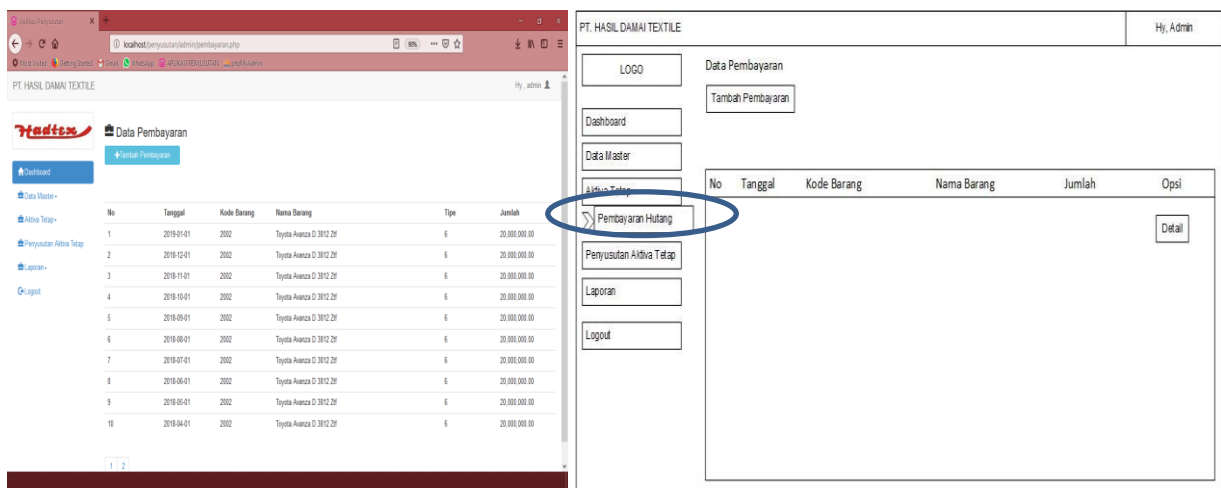 Aplikasi Penyusutan
localhost/penyusutan/admin/pembayaran.php 90%
Most Visited Getting Started Email WhatsApp APLIKASI PENYUSUTAN phpMyAdmin
PT. HASIL DAMAI TEXTILE Hy , admin
Hadtex
Data Pembayaran
+Tambah Pembayaran
Dashboard
Data Master
Aktiva Tetap
Penyusutan Aktiva Tetap
Laporan
Logout
No Tanggal Kode Barang Nama Barang Tipe Jumlah
1 2019-01-01 2002 Toyota Avanza D 3812 Ztf 6 20,000,000.00
2 2018-12-01 2002 Toyota Avanza D 3812 Ztf 6 20,000,000.00
3 2018-11-01 2002 Toyota Avanza D 3812 Ztf 6 20,000,000.00
4 2018-10-01 2002 Toyota Avanza D 3812 Ztf 6 20,000,000.00
5 2018-09-01 2002 Toyota Avanza D 3812 Ztf 6 20,000,000.00
6 2018-08-01 2002 Toyota Avanza D 3812 Ztf 6 20,000,000.00
7 2018-07-01 2002 Toyota Avanza D 3812 Ztf 6 20,000,000.00
8 2018-06-01 2002 Toyota Avanza D 3812 Ztf 6 20,000,000.00
9 2018-05-01 2002 Toyota Avanza D 3812 Ztf 6 20,000,000.00
10 2018-04-01 2002 Toyota Avanza D 3812 Ztf 6 20,000,000.00
1 2
PT. HASIL DAMAI TEXTILE Hy, Admin
LOGO
Data Pembayaran
Tambah Pembayaran
Dashboard
Data Master
Aktiva Tetap
Pembayaran Hutang
Penyusutan Aktiva Tetap
Laporan
Logout
No Tanggal Kode Barang Nama Barang Jumlah Opsi
Detail